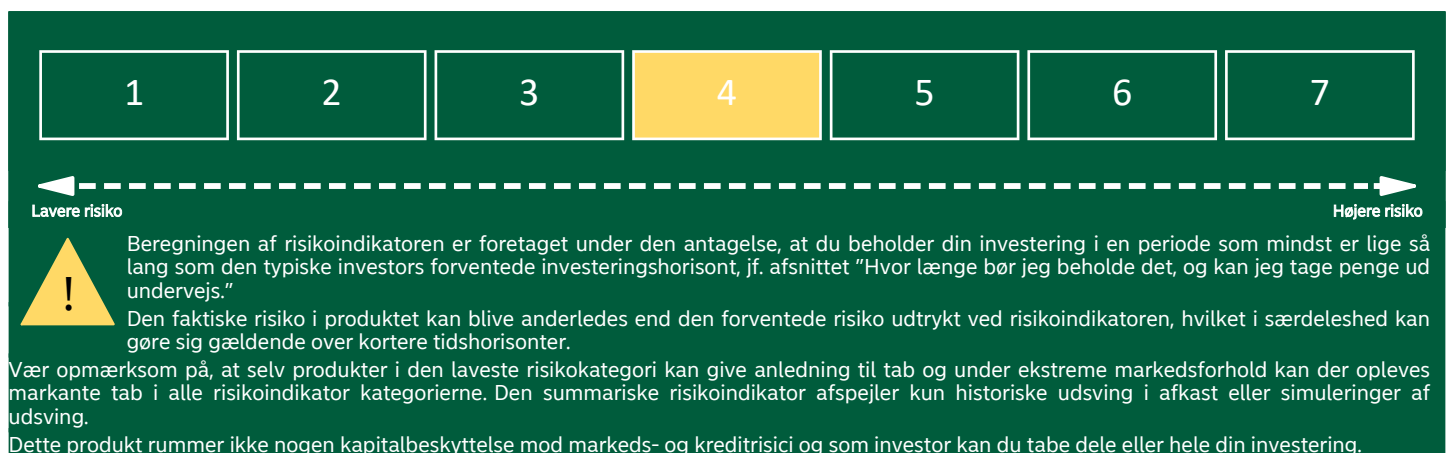 1 2 3 4 5 6 7
Lavere risiko Højere risiko
Beregningen af risikoindikatoren er foretaget under den antagelse, at du beholder din investering i en periode som mindst er lige så
lang som den typiske investors forventede investeringshorisont, jf. afsnittet ”Hvor længe bør jeg beholde det, og kan jeg tage penge ud
undervejs.”
!
Den faktiske risiko i produktet kan blive anderledes end den forventede risiko udtrykt ved risikoindikatoren, hvilket i særdeleshed kan
gøre sig gældende over kortere tidshorisonter.
Vær opmærksom på, at selv produkter i den laveste risikokategori kan give anledning til tab og under ekstreme markedsforhold kan der opleves
markante tab i alle risikoindikator kategorierne. Den summariske risikoindikator afspejler kun historiske udsving i afkast eller simuleringer af
udsving.
Dette produkt rummer ikke nogen kapitalbeskyttelse mod markeds- og kreditrisici og som investor kan du tabe dele eller hele din investering.